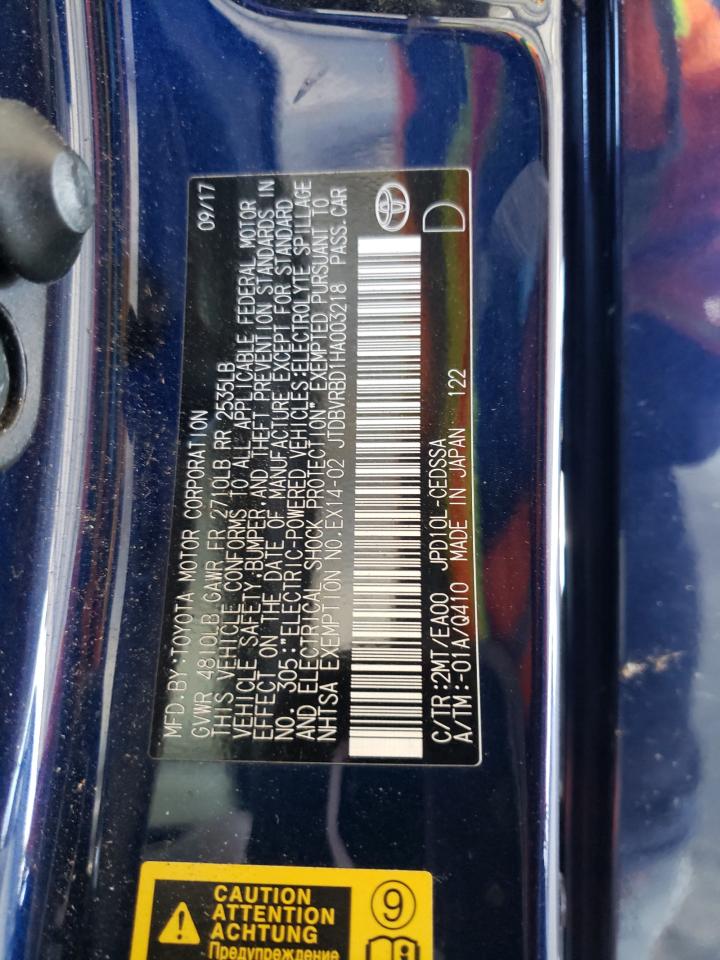 MFD.BY:TOYOTA MOTOR CORPORATION 09/17
GVWR 4810LB GAWR FR 2710LB RR 2535LB
THIS VEHICLE CONFORMS TO ALL APPLICABLE FEDERAL MOTOR
VEHICLE SAFETY,BUMPER,AND THEFT PREVENTION STANDARDS IN
EFFECT ON THE DATE OF MANUFACTURE EXCEPT FOR STANDARD
NO. 305:"ELECTRIC-POWERED VEHICLES:ELECTROLYTE SPILLAGE
AND ELECTRICAL SHOCK PROTECTION" EXEMPTED PURSUANT TO
NHTSA EXEMPTION NO.EX14-02 JTDBVRBD1HA003218 PASS.CAR
D
C/TR:2MT/EA00 JPD10L-CEDSSA
A/TM:-01A/Q410 MADE IN JAPAN 122
CAUTION
ATTENTION
ACHTUNG
Предупреждение
9